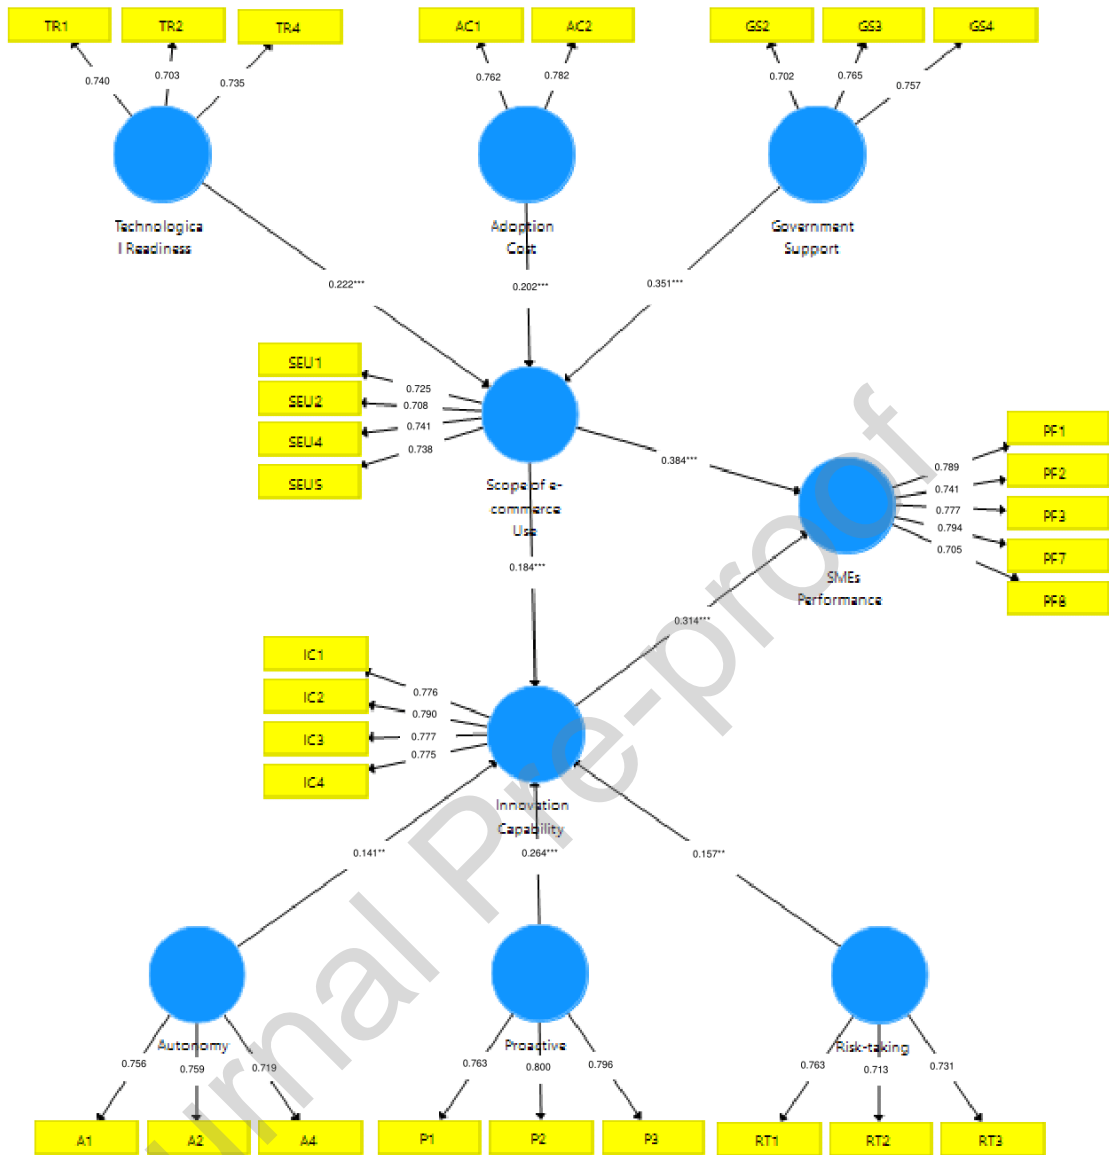 TR1
TR2
TR4
AC1
AC2
GS2
GS3
GS4
0.740
0.703
0.735
0.762
0.782
0.702
0.765
0.757
Technologica
l Readiness
Adoption
Cost
Government
Support
0.222***
0.202***
0.351***
SEU1
SEU2
SEU4
SEU5
0.725
0.708
0.741
0.738
Scope of e-
commerce
Use
0.384***
PF1
PF2
PF3
PF7
PF8
0.789
0.741
0.777
0.794
0.705
SMEs
Performance
0.184***
0.314***
IC1
IC2
IC3
IC4
0.776
0.790
0.777
0.775
Innovation
Capability
0.141**
0.264***
0.157**
Autonomy
Proactive
Risk-taking
0.756
0.759
0.719
0.763
0.800
0.796
0.763
0.713
0.731
A1
A2
A4
P1
P2
P3
RT1
RT2
RT3
urnal Pre-proof